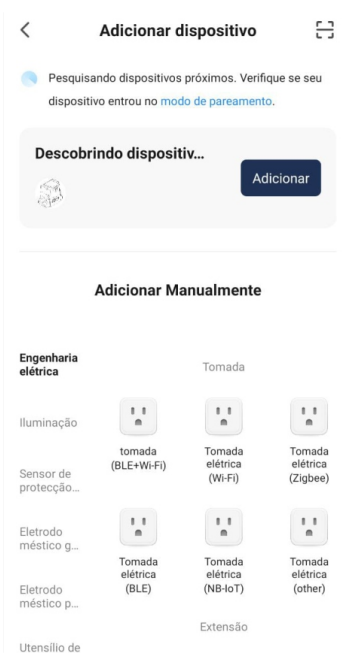 Adicionar dispositivo
Pesquisando dispositivos próximos. Verifique se seu
dispositivo entrou no modo de pareamento.
Descobrindo dispositiv...
Adicionar
Adicionar Manualmente
Engenharia
elétrica
Iluminação
Sensor de
protecção...
Eletrodo
méstico g...
Eletrodo
méstico p...
Utensílio de
Tomada
tomada
(BLE+Wi-Fi)
Tomada
elétrica
(Wi-Fi)
Tomada
elétrica
(Zigbee)
Tomada
elétrica
(BLE)
Tomada
elétrica
(NB-IoT)
Tomada
elétrica
(other)
Extensão